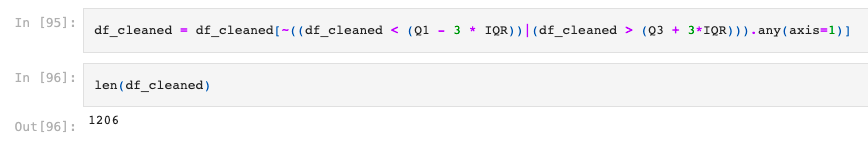 In [95]: df_cleaned = df_cleaned[~((df_cleaned < (Q1 - 3 * IQR))|(df_cleaned > (Q3 + 3*IQR))).any(axis=1)]
In [96]: len(df_cleaned)
Out[96]: 1206